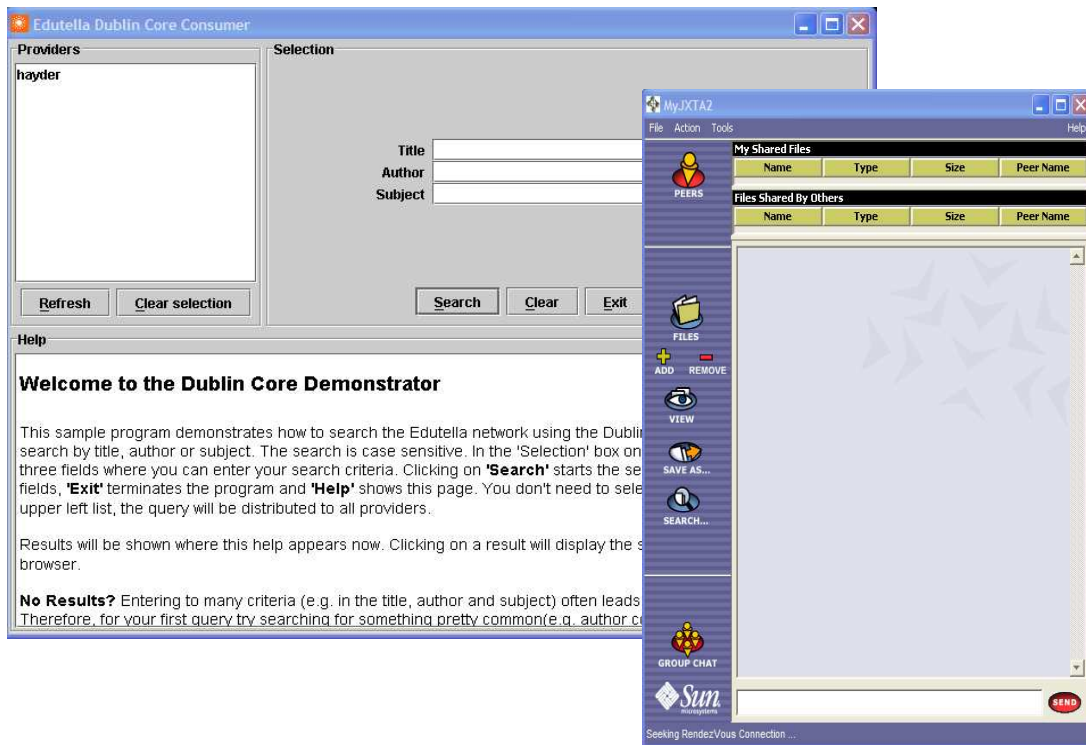 Edutella Dublin Core Consumer
Providers
hayder
Refresh
Clear selection
Selection
Title
Author
Subject
Search
Clear
Exit
Help
Welcome to the Dublin Core Demonstrator
This sample program demonstrates how to search the Edutella network using the Dublin
search by title, author or subject. The search is case sensitive. In the 'Selection' box on
three fields where you can enter your search criteria. Clicking on 'Search' starts the
fields, 'Exit' terminates the program and 'Help' shows this page. You don't need to
upper left list, the query will be distributed to all providers.
Results will be shown where this help appears now. Clicking on a result will display the
browser.
No Results? Entering to many criteria (e.g. in the title, author and subject) often leads
Therefore, for your first query try searching for something pretty common(e.g. author
MyJXTA2
File Action Tools Help
PEERS
My Shared Files
Name Type Size Peer Name
Files Shared By Others
Name Type Size Peer Name
FILES
ADD REMOVE
VIEW
SAVE AS...
SEARCH...
GROUP CHAT
Sun
microsystems
SEND
Seeking RendezVous Connection ...